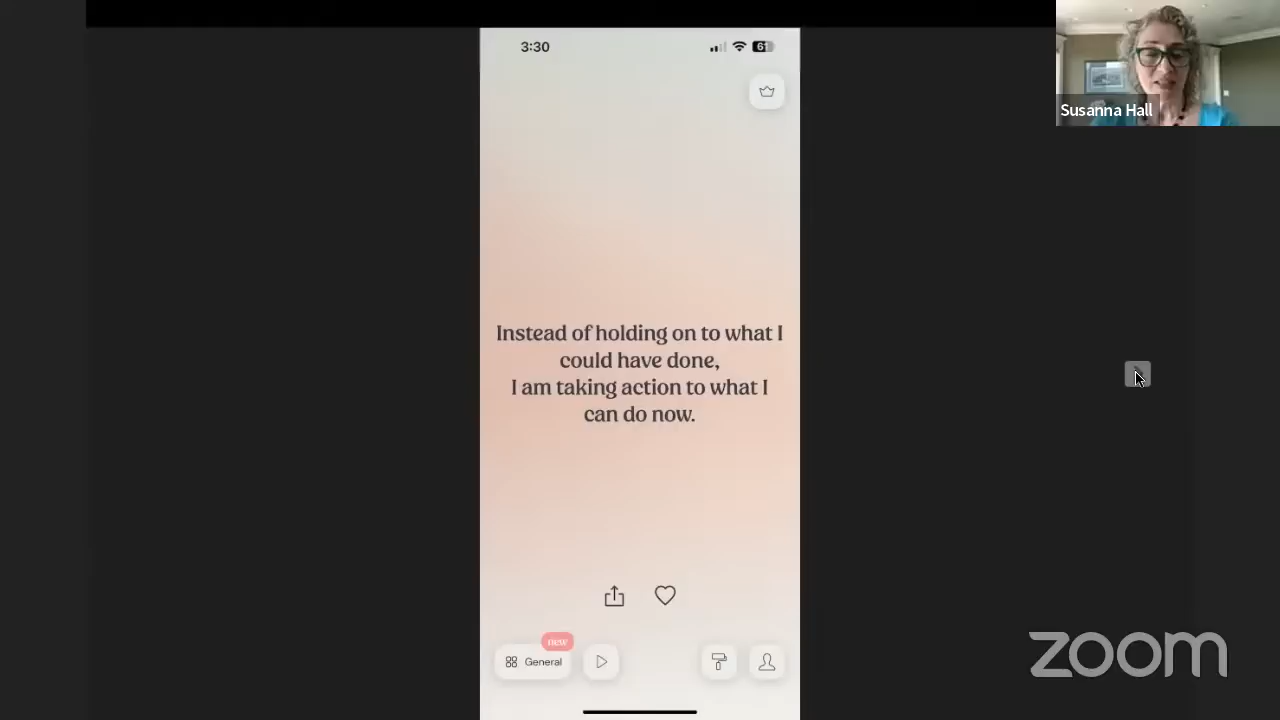 3:30
61
Susanna Hall
Instead of holding on to what I
could have done,
I am taking action to what I
can do now.
new
General
zoom